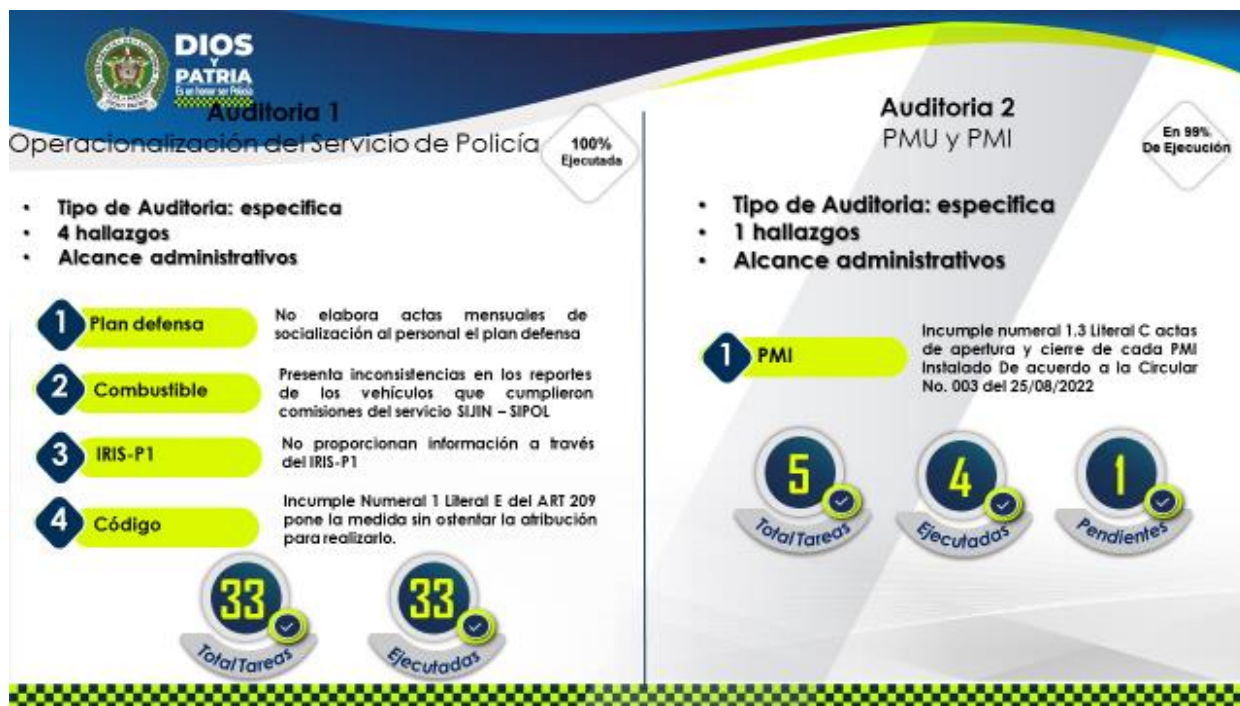 DIOS
Y
PATRIA
Es un honor ser Policía
Auditoria 1
Operacionalización del Servicio de Policía
100%
Ejecutada
• Tipo de Auditoria: especifica
• 4 hallazgos
• Alcance administrativos
1 Plan defensa
No elabora actas mensuales de
socialización al personal el plan defensa
2 Combustible
Presenta inconsistencias en los reportes
de los vehículos que cumplieron
comisiones del servicio SIJIN – SIPOL
3 IRIS-P1
No proporcionan información a través
del IRIS-P1
4 Código
Incumple Numeral 1 Literal E del ART 209
pone la medida sin ostentar la atribución
para realizarlo.
33
Total Tareas
33
Ejecutadas
Auditoria 2
PMU y PMI
En 99%
De Ejecución
• Tipo de Auditoria: especifica
• 1 hallazgos
• Alcance administrativos
1 PMI
Incumple numeral 1.3 Literal C actas
de apertura y cierre de cada PMI
Instalado De acuerdo a la Circular
No. 003 del 25/08/2022
5
Total Tareas
4
Ejecutadas
1
Pendientes